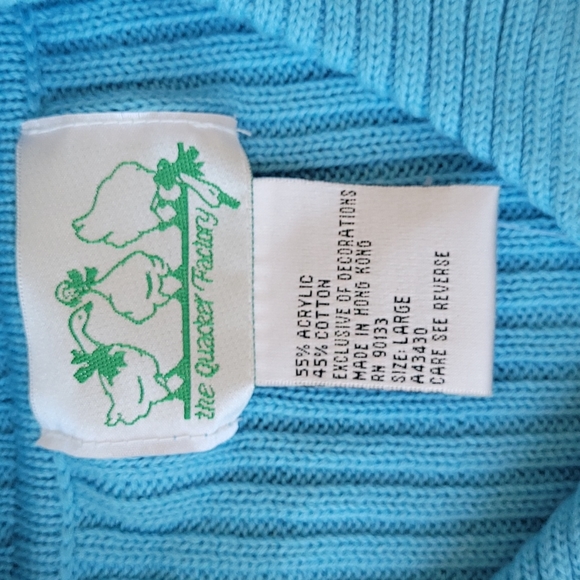 the Quacker Factory
55% ACRYLIC
45% COTTON
EXCLUSIVE OF DECORATIONS
MADE IN HONG KONG
RN 90133
SIZE: LARGE
A43430
CARE SEE REVERSE